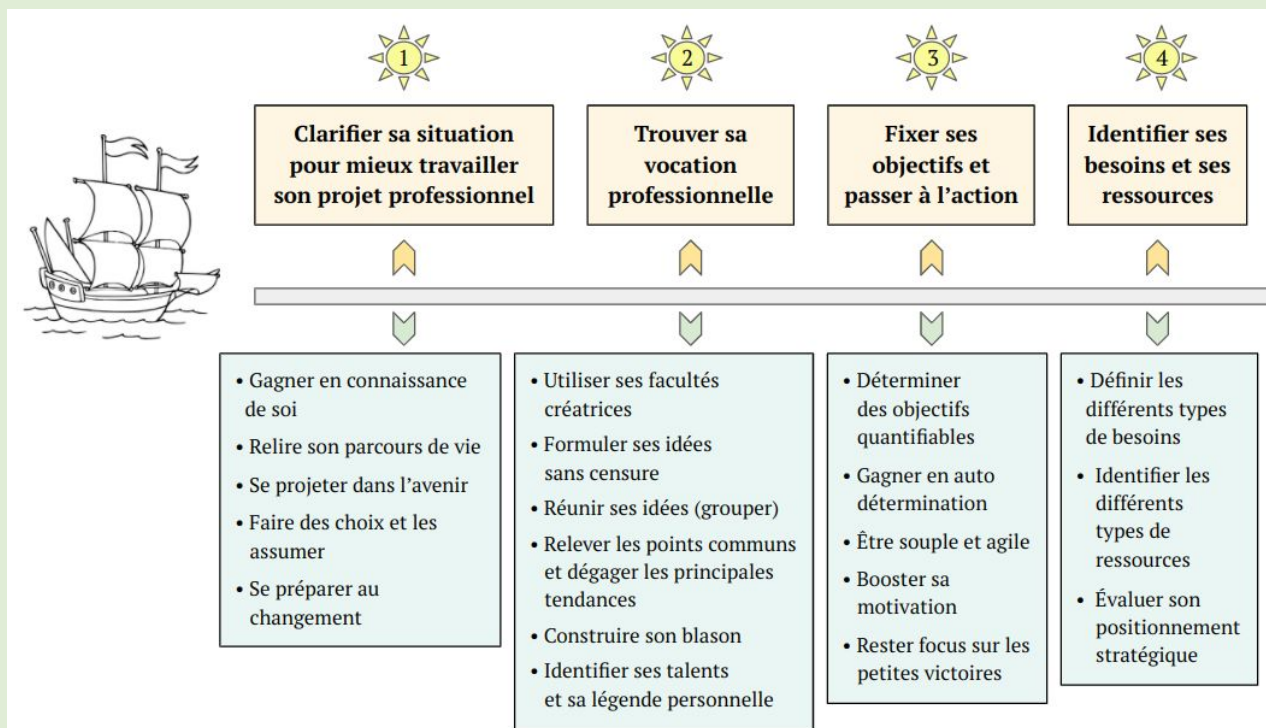 1
Clarifier sa situation
pour mieux travailler
son projet professionnel
• Gagner en connaissance
de soi
• Relire son parcours de vie
• Se projeter dans l’avenir
• Faire des choix et les
assumer
• Se préparer au
changement
2
Trouver sa
vocation
professionnelle
• Utiliser ses facultés
créatrices
• Formuler ses idées
sans censure
• Réunir ses idées (grouper)
• Relever les points communs
et dégager les principales
tendances
• Construire son blason
• Identifier ses talents
et sa légende personnelle
3
Fixer ses
objectifs et
passer à l’action
• Déterminer
des objectifs
quantifiables
• Gagner en auto
détermination
• Être souple et agile
• Booster sa
motivation
• Rester focus sur les
petites victoires
4
Identifier ses
besoins et ses
ressources
• Définir les
différents types
de besoins
• Identifier les
différents
types de
ressources
• Évaluer son
positionnement
stratégique